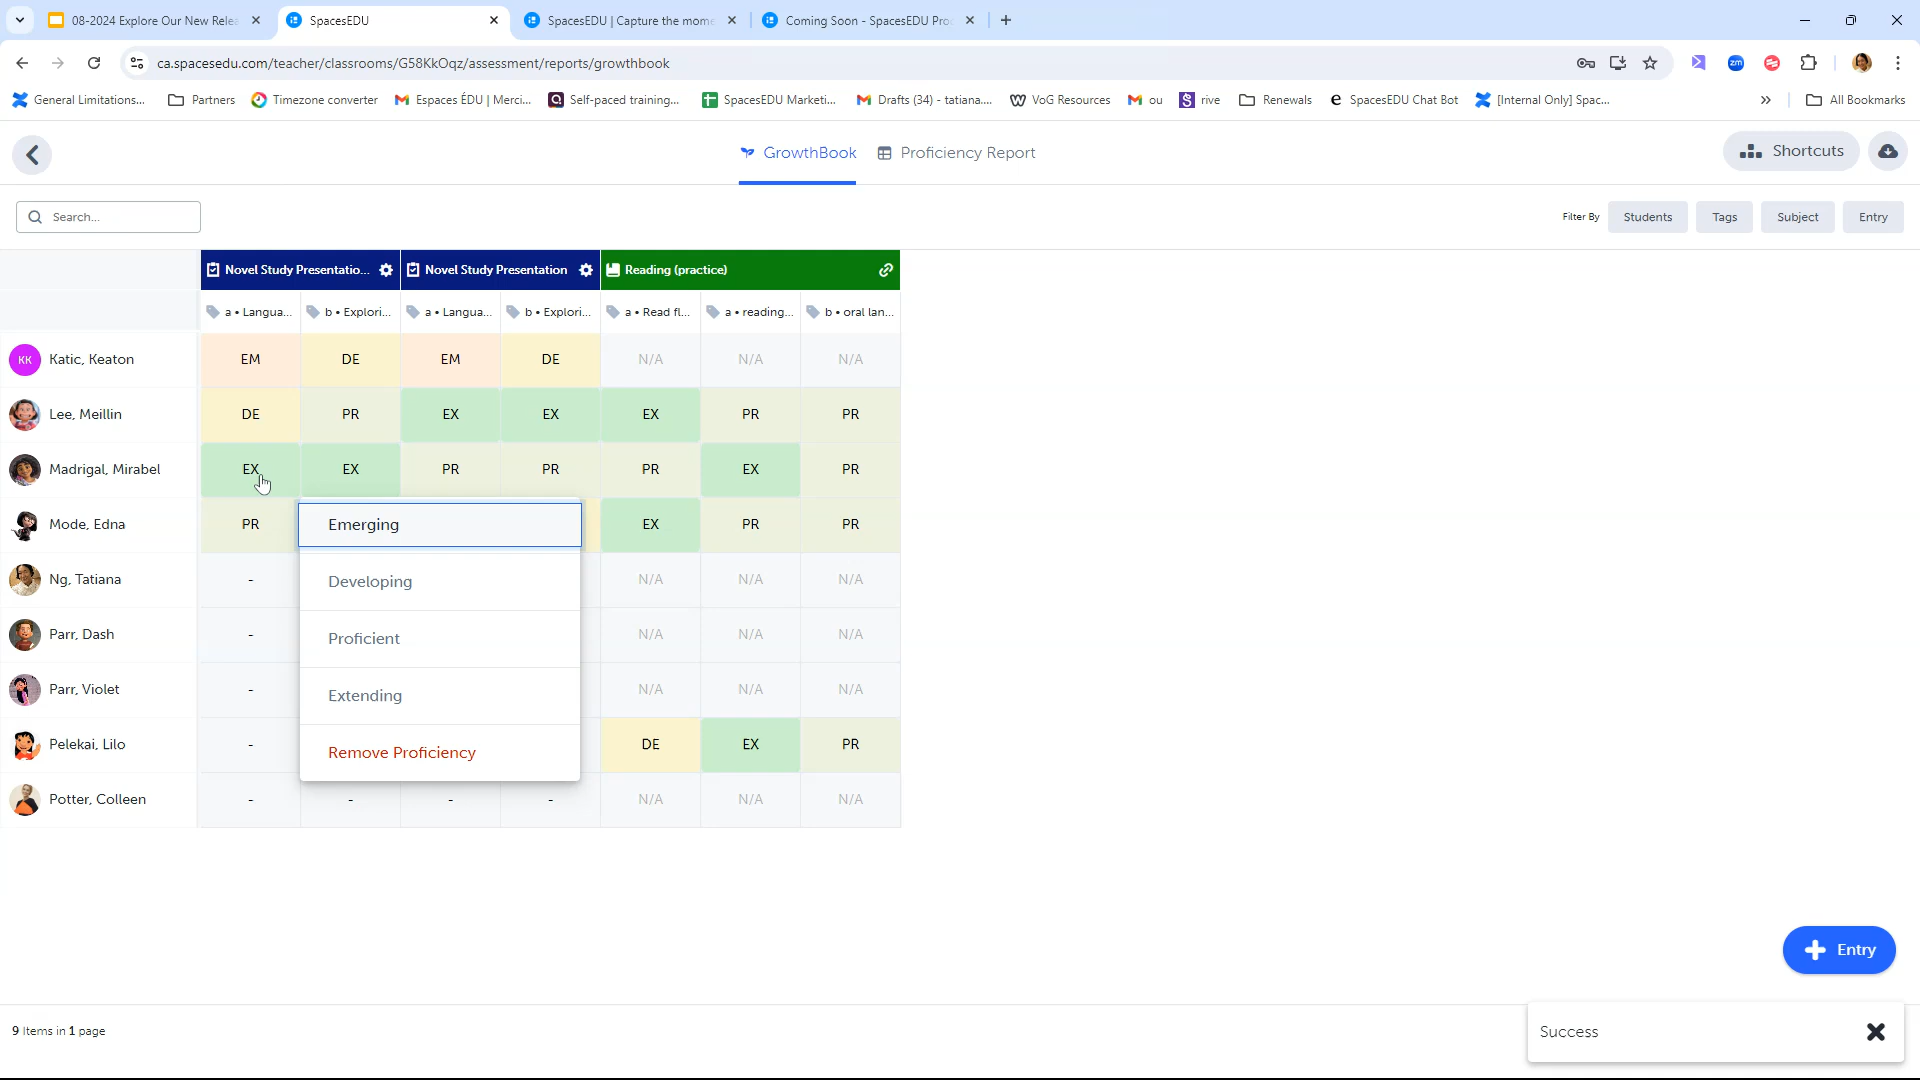 08-2024 Explore Our New Relea
SpacesEDU
SpacesEDU | Capture the mome
Coming Soon - SpacesEDU Proc
ca.spacesedu.com/teacher/classrooms/G58KkOqz/assessment/reports/growthbook
General Limitations...
Partners
Timezone converter
Espaces ÉDU | Merci...
Self-paced training...
SpacesEDU Marketi...
Drafts (34) - tatiana....
VoG Resources
ou
rive
Renewals
SpacesEDU Chat Bot
[Internal Only] Spac...
All Bookmarks
GrowthBook
Proficiency Report
Shortcuts
Search...
Filter By
Students
Tags
Subject
Entry
Novel Study Presentatio...
Novel Study Presentation
Reading (practice)
a • Langua...
b • Explori...
a • Langua...
b • Explori...
a • Read fl...
a • reading...
b • oral lan...
KK Katic, Keaton EM DE EM DE N/A N/A N/A
Lee, Meillin DE PR EX EX EX PR PR
Madrigal, Mirabel EX EX PR PR PR EX PR
Mode, Edna PR EX PR PR
Ng, Tatiana - N/A N/A N/A
Parr, Dash - N/A N/A N/A
Parr, Violet - N/A N/A N/A
Pelekai, Lilo - DE EX PR
Potter, Colleen - - - - N/A N/A N/A
Emerging
Developing
Proficient
Extending
Remove Proficiency
Entry
9 Items in 1 page
Success